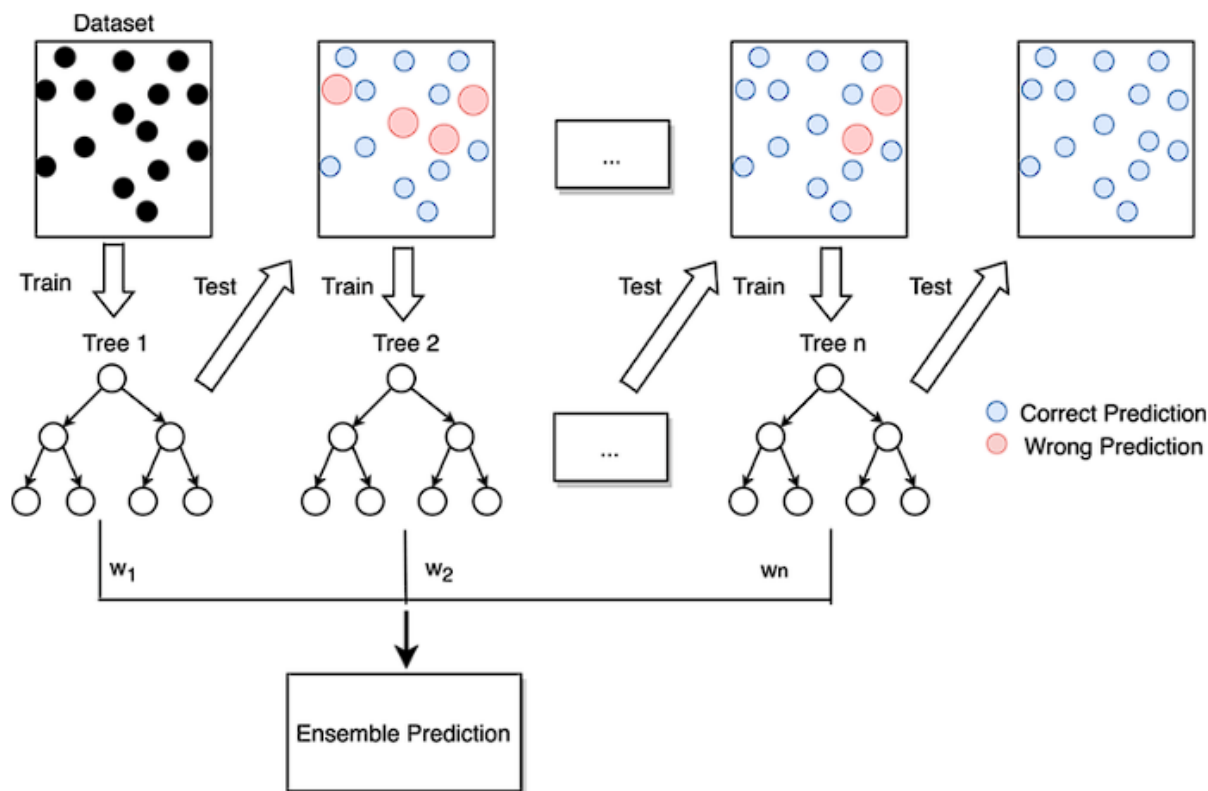 Dataset
...
Train
Test
Train
Test
Train
Test
Tree 1
Tree 2
Tree n
Correct Prediction
Wrong Prediction
...
w1
w2
wn
Ensemble Prediction